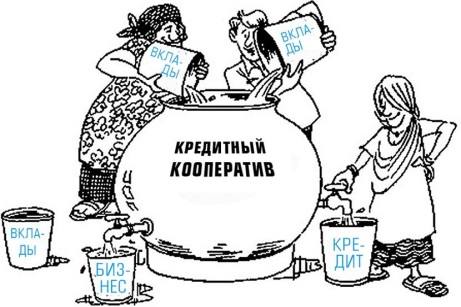 ВКЛА-
ДЫ
ВКЛА-
ДЫ
КРЕДИТНЫЙ
КООПЕРАТИВ
ВКЛА-
ДЫ
БИЗ-
НЕС
КРЕ-
ДИТ